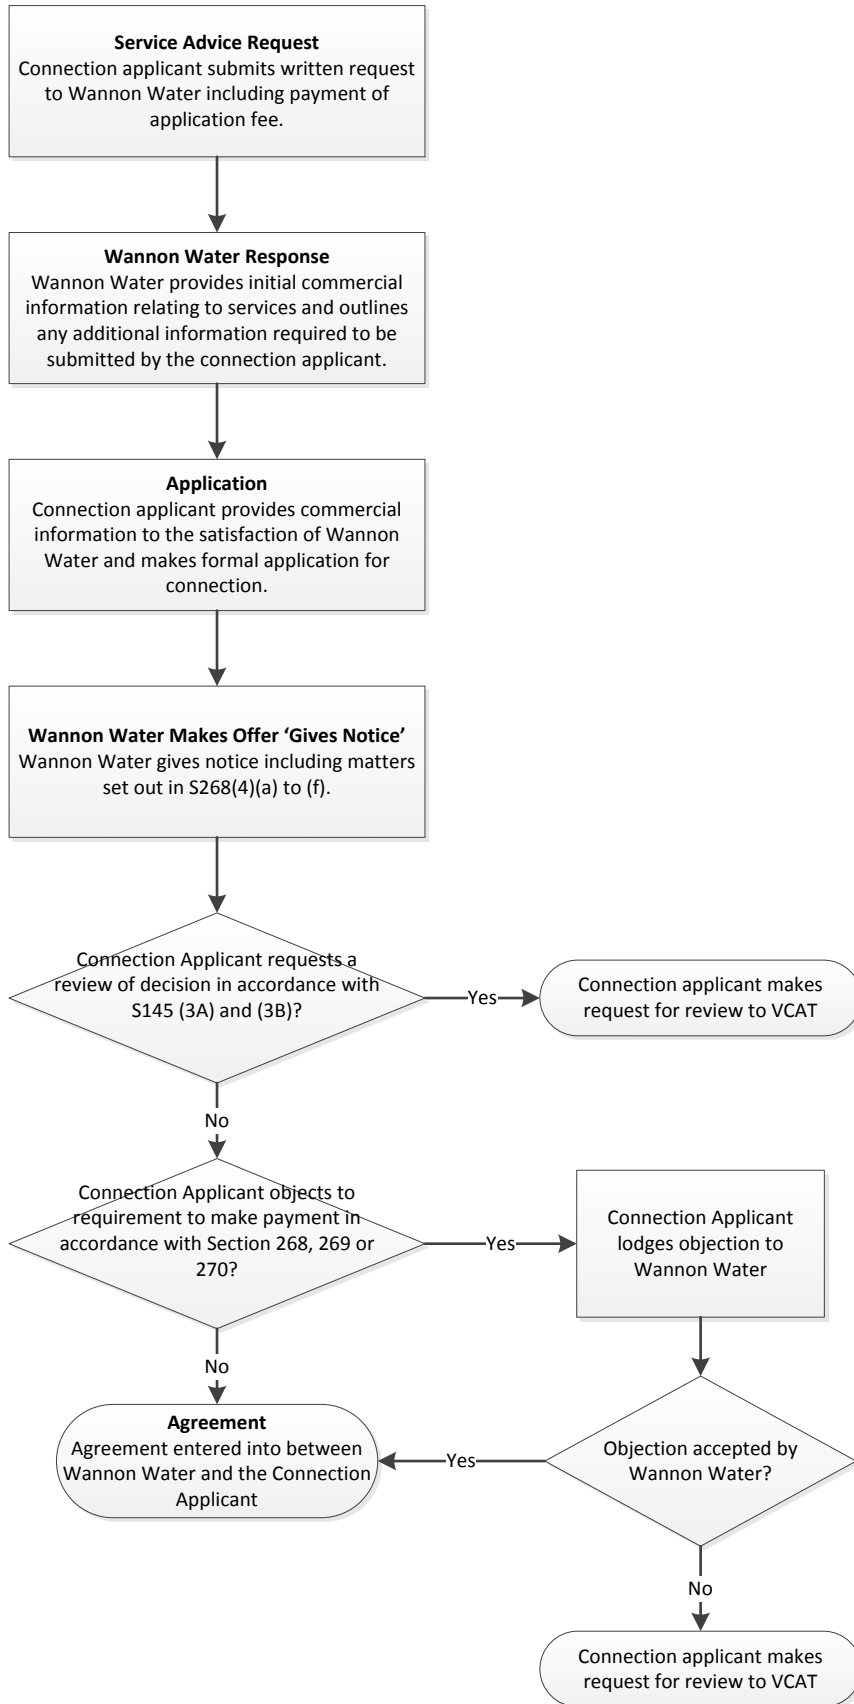 Service Advice Request
Connection applicant submits written request
to Wannon Water including payment of
application fee.
Wannon Water Response
Wannon Water provides initial commercial
information relating to services and outlines
any additional information required to be
submitted by the connection applicant.
Application
Connection applicant provides commercial
information to the satisfaction of Wannon
Water and makes formal application for
connection.
Wannon Water Makes Offer ‘Gives Notice’
Wannon Water gives notice including matters
set out in S268(4)(a) to (f).
Connection Applicant requests a
review of decision in accordance with
S145 (3A) and (3B)?
Yes
Connection applicant makes
request for review to VCAT
No
Connection Applicant objects to
requirement to make payment in
accordance with Section 268, 269 or
270?
Yes
Connection Applicant
lodges objection to
Wannon Water
No
Agreement
Agreement entered into between
Wannon Water and the Connection
Applicant
Yes
Objection accepted by
Wannon Water?
No
Connection applicant makes
request for review to VCAT